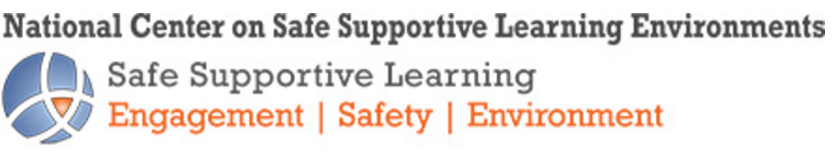 National Center on Safe Supportive Learning Environments
Safe Supportive Learning
Engagement | Safety | Environment